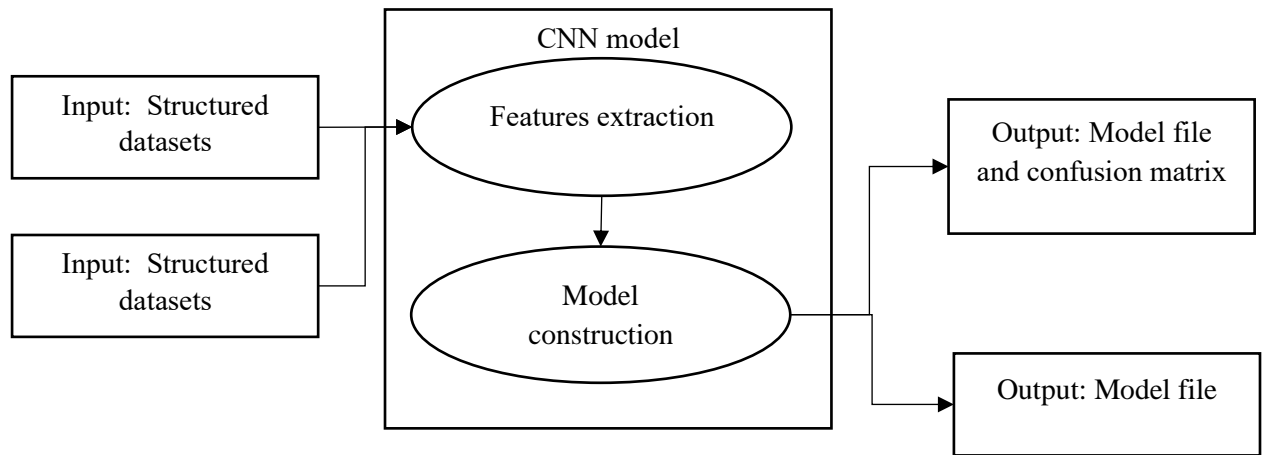 CNN model
Input: Structured
datasets
Features extraction
Output: Model file
and confusion matrix
Input: Structured
datasets
Model
construction
Output: Model file